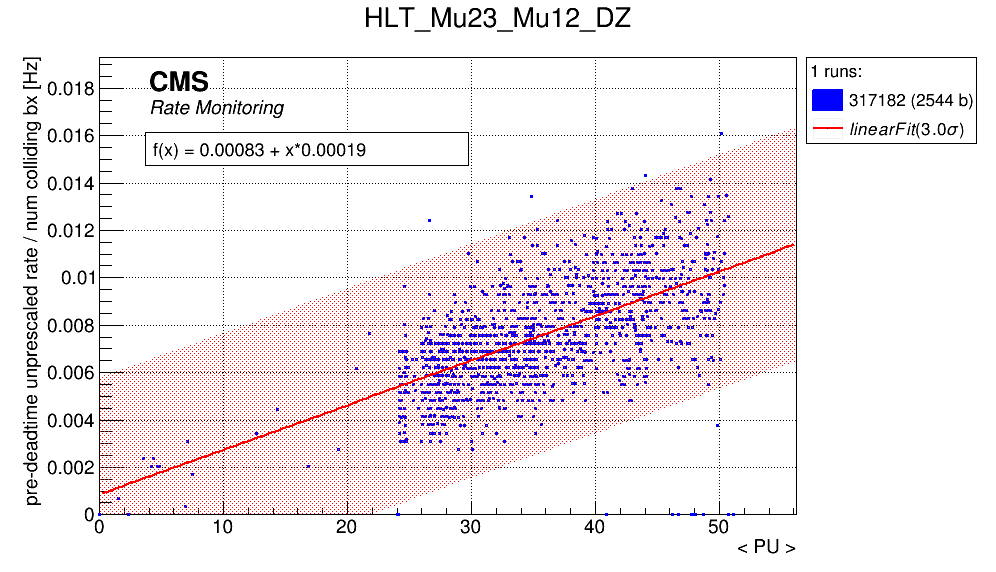 HLT_Mu23_Mu12_DZ
pre-deadtime unprescaled rate / num colliding bx [Hz]
CMS
Rate Monitoring
f(x) = 0.00083 + x*0.00019
0.018
0.016
0.014
0.012
0.01
0.008
0.006
0.004
0.002
0
0 10 20 30 40 50
< PU >
1 runs:
317182 (2544 b)
linearFit(3.0σ)